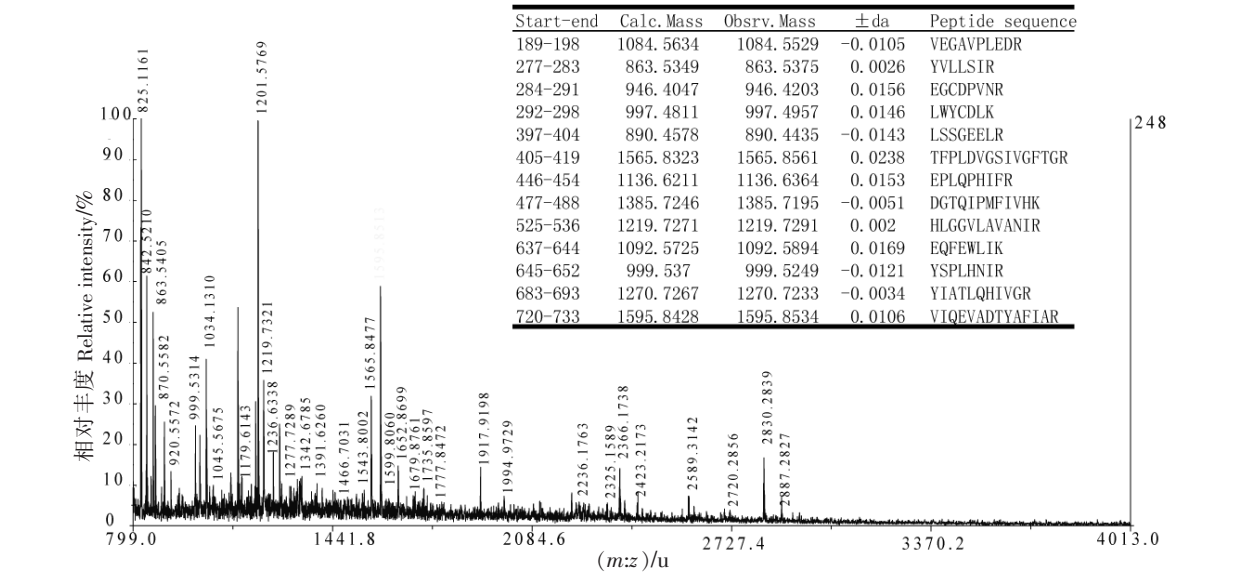 Start-end Calc.Mass Obsrv.Mass ±da Peptide sequence
189-198 1084.5634 1084.5529 -0.0105 VEGAVPLEDR
277-283 863.5349 863.5375 0.0026 YVLLSIR
284-291 946.4047 946.4203 0.0156 EGCDPVNR
292-298 997.4811 997.4957 0.0146 LWYCDLK
397-404 890.4578 890.4435 -0.0143 LSSGEELR
405-419 1565.8323 1565.8561 0.0238 TFPLDVGSIVGFTGR
446-454 1136.6211 1136.6364 0.0153 EPLQPHIFR
477-488 1385.7246 1385.7195 -0.0051 DGTQIPMFIVHK
525-536 1219.7271 1219.7291 0.002 HLGGVLAVANIR
637-644 1092.5725 1092.5894 0.0169 EQFEWLIK
645-652 999.537 999.5249 -0.0121 YSPLHNIR
683-693 1270.7267 1270.7233 -0.0034 YIATLQHIVGR
720-733 1595.8428 1595.8534 0.0106 VIQEVADTYAFIAR
248
相对丰度 Relative intensity/%
100
90
80
70
60
50
40
30
20
10
0
825.1161
842.5210
863.5405
870.5582
920.5572
999.5314
1034.1310
1045.5675
1179.6143
1201.5769
1219.7321
1236.6338
1277.7289
1342.6785
1391.6260
1466.7031
1543.8002
1565.8477
1599.8060
1652.8699
1679.8761
1735.8597
1777.8472
1917.9198
1994.9729
2236.1763
2325.1589
2366.1738
2423.2173
2589.3142
2720.2856
2830.2839
2887.2827
799.0 1441.8 2084.6 2727.4 3370.2 4013.0
(m:z)/u